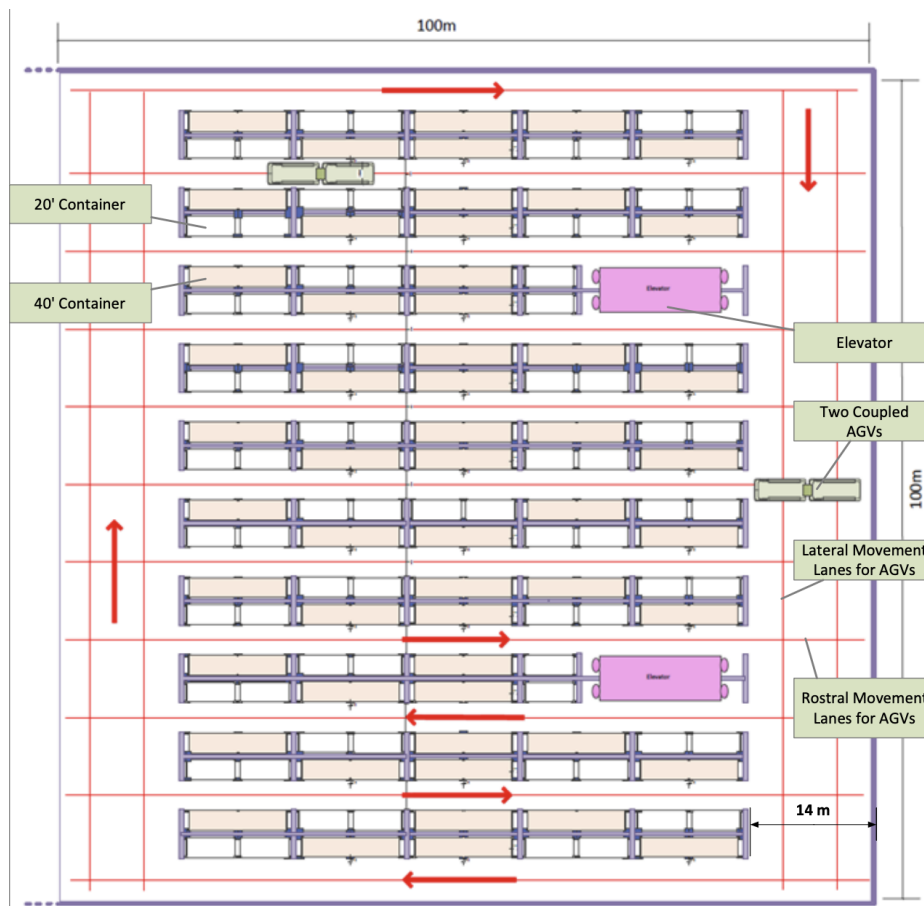 100m
20' Container
Elevator
40' Container
Elevator
Two Coupled
AGVs
100m
Lateral Movement
Lanes for AGVs
Elevator
Rostral Movement
Lanes for AGVs
14 m